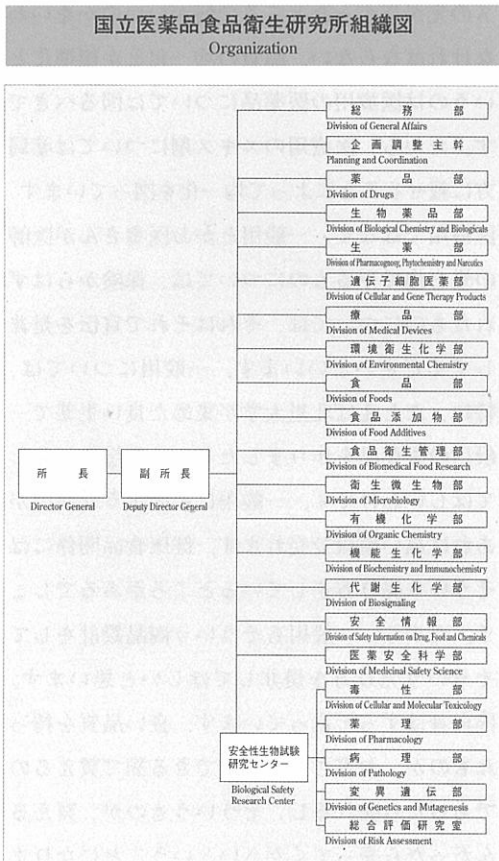 国立医薬品食品衛生研究所組織図
Organization
総務部
Division of General Affairs
企画調整主幹
Planning and Coordination
薬品部
Division of Drugs
生物薬品部
Division of Biological Chemistry and Biologicals
生薬部
Division of Pharmacognosy, Phytochemistry and Narcotics
遺伝子細胞医薬部
Division of Cellular and Gene Therapy Products
療品部
Division of Medical Devices
環境衛生化学部
Division of Environmental Chemistry
食品部
Division of Foods
食品添加物部
Division of Food Additives
食品衛生管理部
Division of Biomedical Food Research
衛生微生物部
Division of Microbiology
有機化学部
Division of Organic Chemistry
機能生化学部
Division of Biochemistry and Immunochemistry
代謝生化学部
Division of Biosignaling
安全情報部
Division of Safety Information on Drug, Food and Chemicals
医薬安全科学部
Division of Medicinal Safety Science
毒性部
Division of Cellular and Molecular Toxicology
薬理部
Division of Pharmacology
病理部
Division of Pathology
変異遺伝部
Division of Genetics and Mutagenesis
総合評価研究室
Division of Risk Assessment
所長
Director General
副所長
Deputy Director Gegeral
安全性生物試験
研究センター
Biological Safety
Research Center